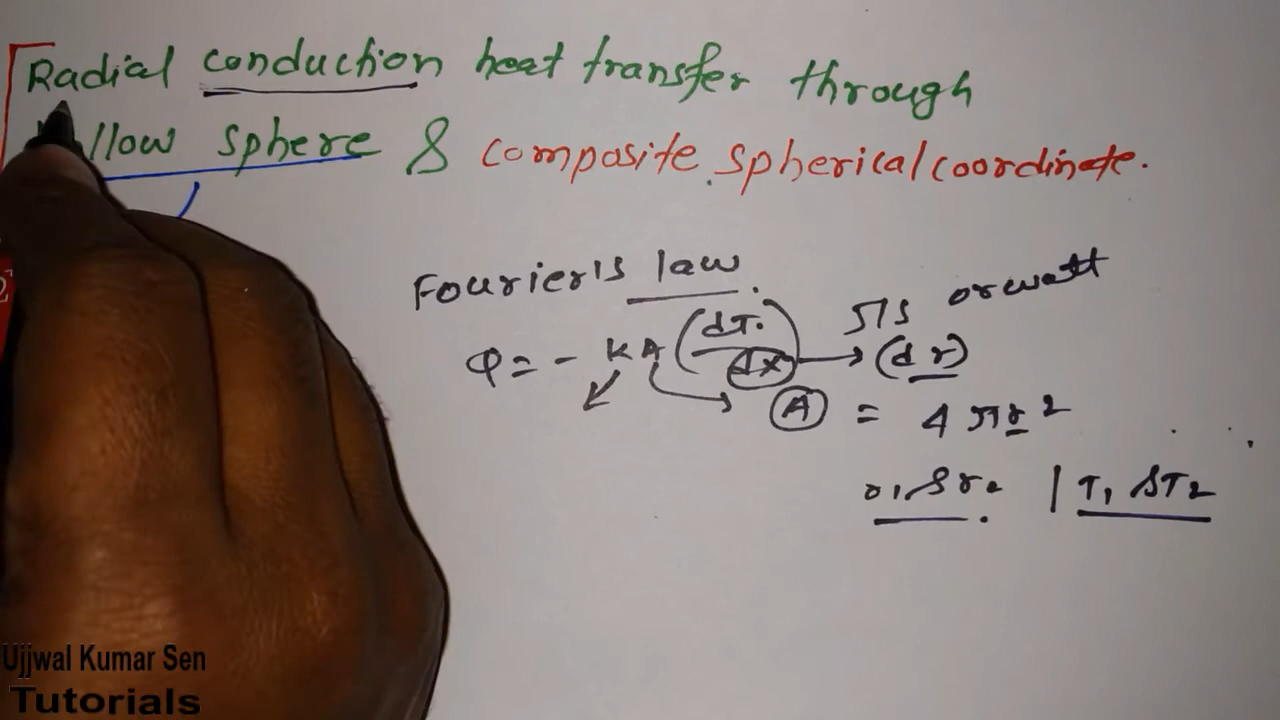 Radial conduction heat transfer through
llow sphere & composite spherical coordinate.
Fourier's law
J/s or watt
Q = - KA (dT/dx) → (dr)
A = 4πr²
r₁ & r₂ | T₁ & T₂
Ujjwal Kumar Sen
Tutorials